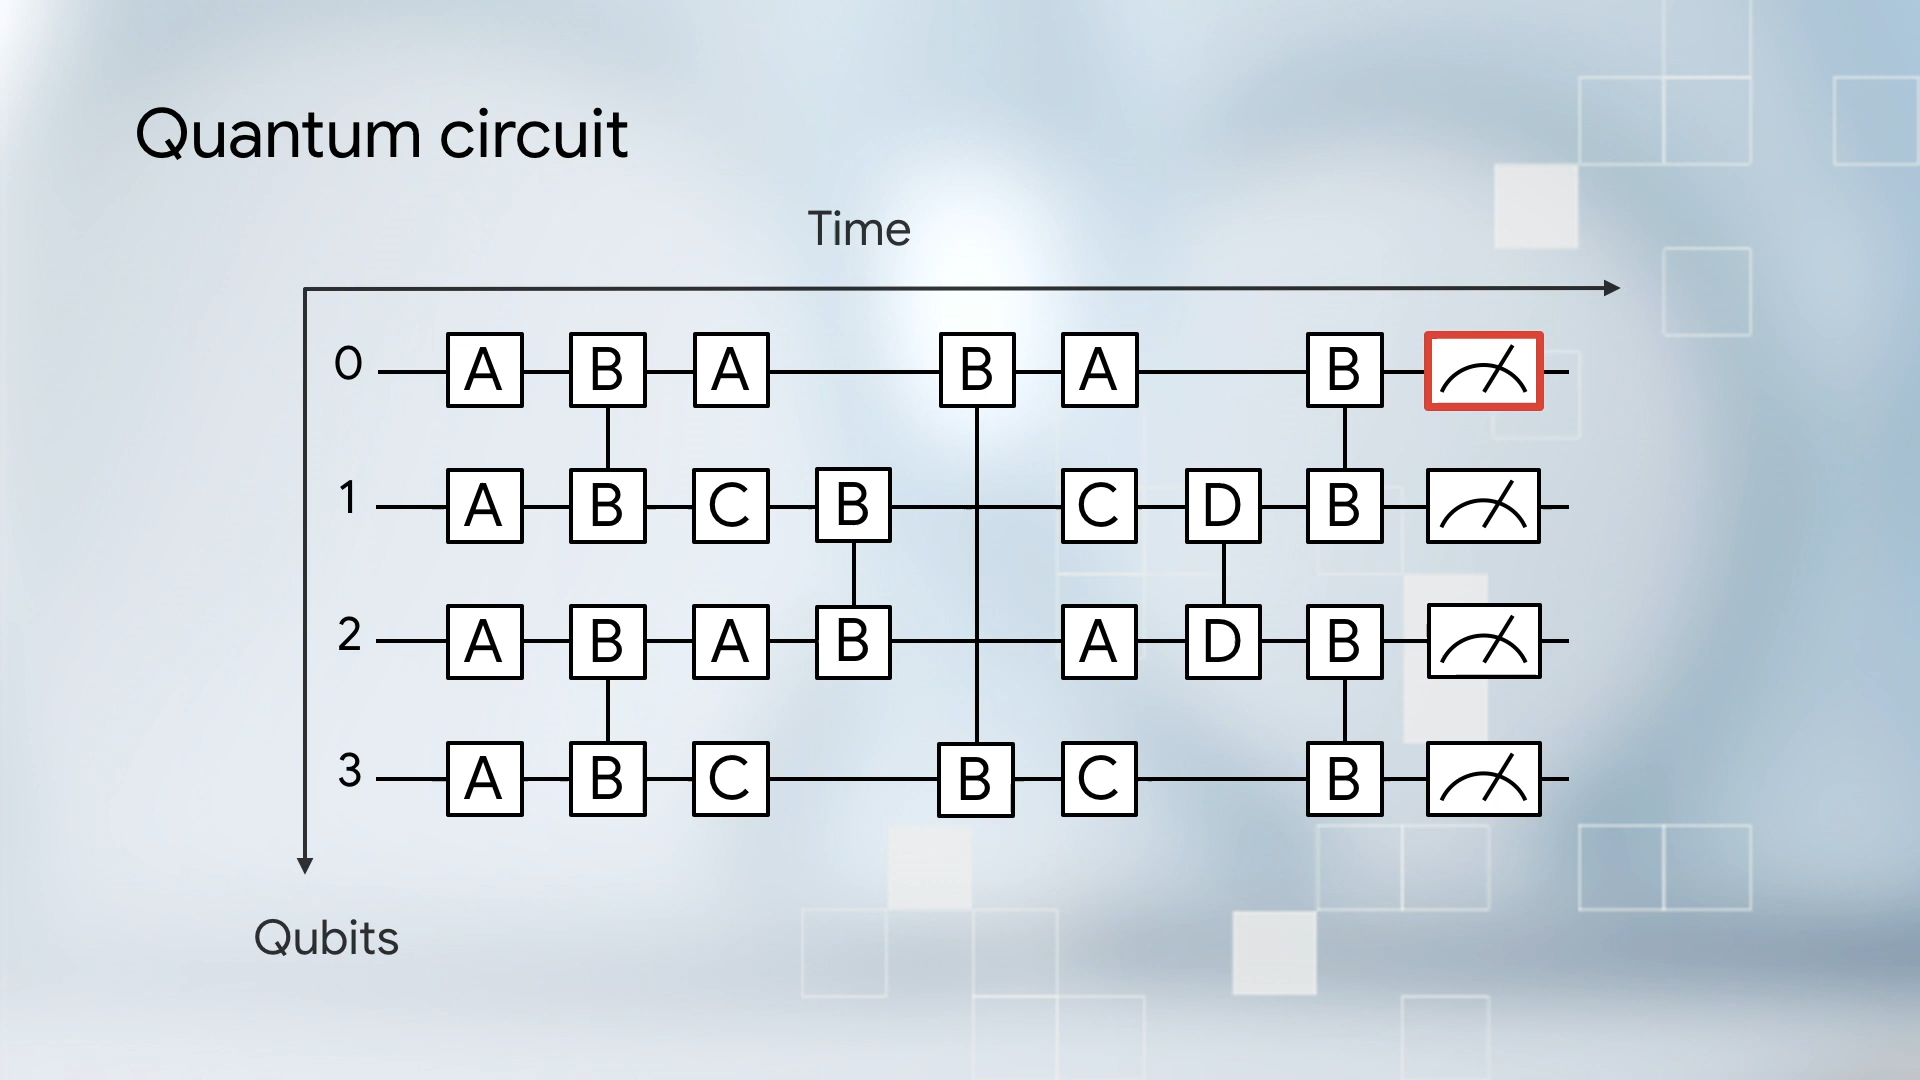 Quantum circuit
Time
0 A B A B A B
1 A B C B C D B
2 A B A B A D B
3 A B C B C B
Qubits